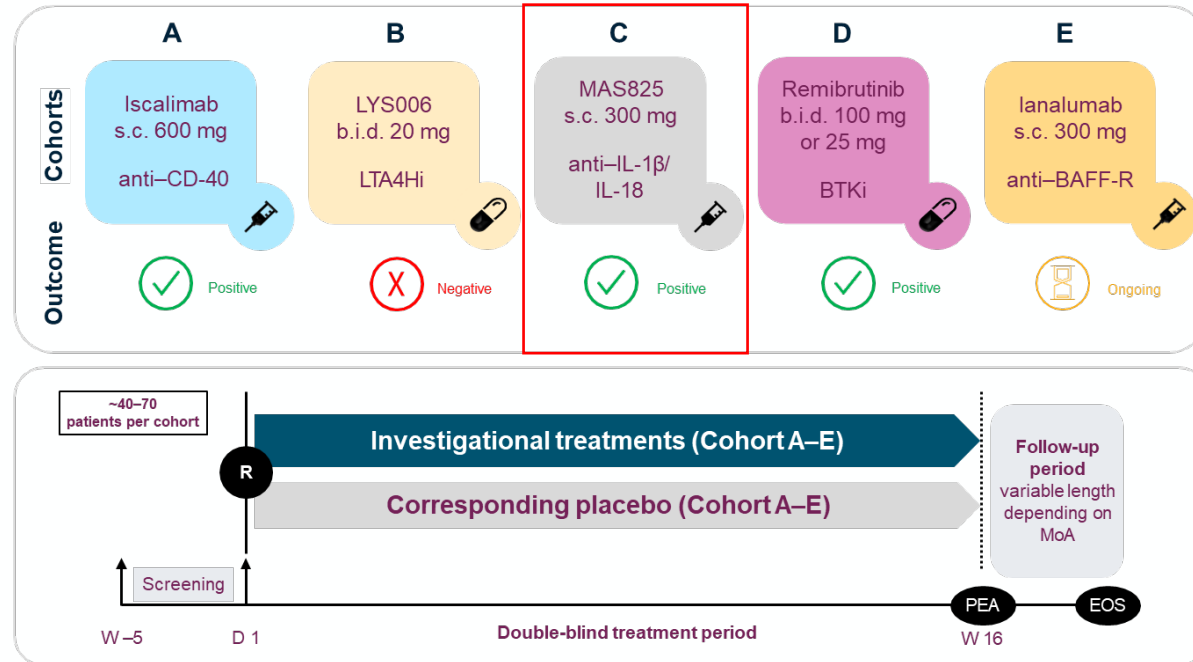 A
B
C
D
E
Cohorts
Iscalimab
s.c. 600 mg
anti–CD-40
LYS006
b.i.d. 20 mg
LTA4Hi
MAS825
s.c. 300 mg
anti–IL-1β/
IL-18
Remibrutinib
b.i.d. 100 mg
or 25 mg
BTKi
Ianalumab
s.c. 300 mg
anti–BAFF-R
Outcome
Positive
X
Negative
Positive
Positive
Ongoing
~40–70
patients per cohort
R
Investigational treatments (Cohort A–E)
Corresponding placebo (Cohort A–E)
Follow-up
period
variable length
depending on
MoA
Screening
PEA
EOS
W –5
D 1
Double-blind treatment period
W 16